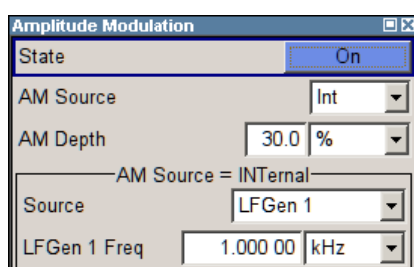 Amplitude Modulation
State On
AM Source Int
AM Depth 30.0 %
AM Source = INTernal
Source LFGen 1
LFGen 1 Freq 1.000 00 kHz